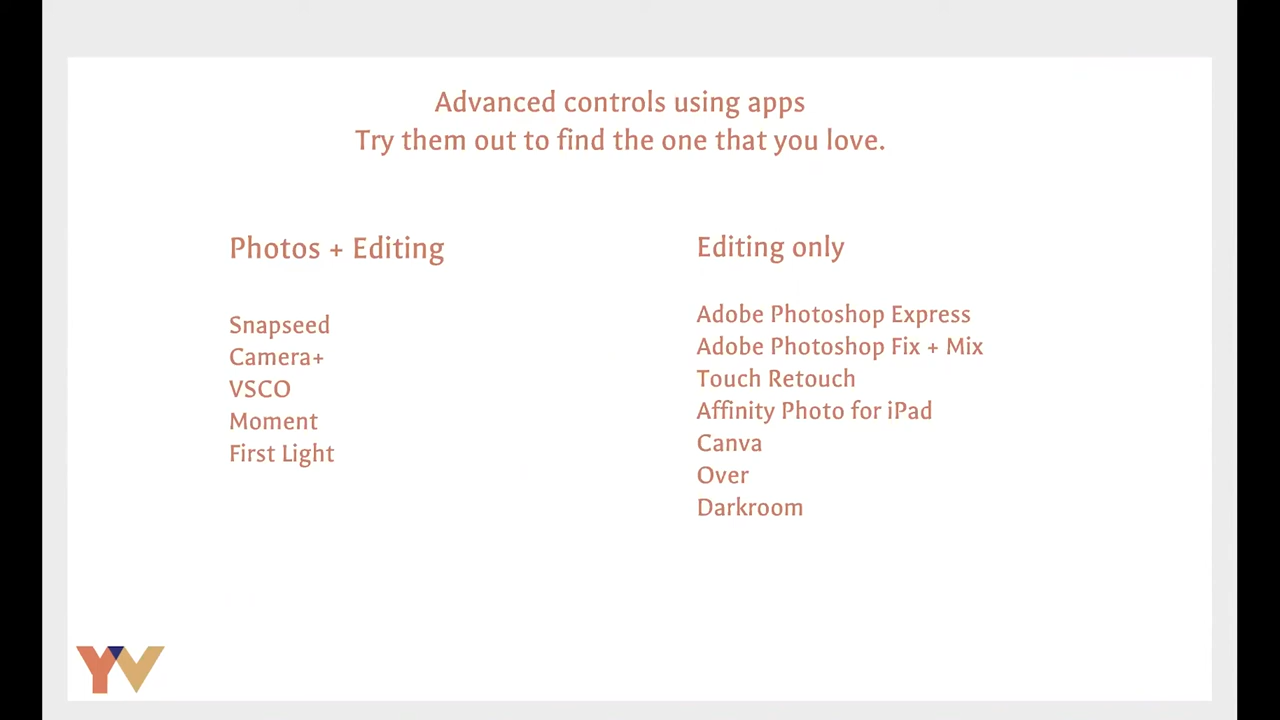 Advanced controls using apps
Try them out to find the one that you love.
Photos + Editing
Snapseed
Camera+
VSCO
Moment
First Light
Editing only
Adobe Photoshop Express
Adobe Photoshop Fix + Mix
Touch Retouch
Affinity Photo for iPad
Canva
Over
Darkroom
YV